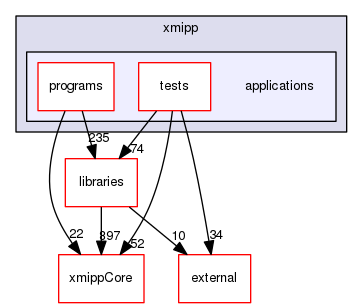 xmipp
programs
tests
applications
235
74
libraries
22
397
52
10
34
xmippCore
external